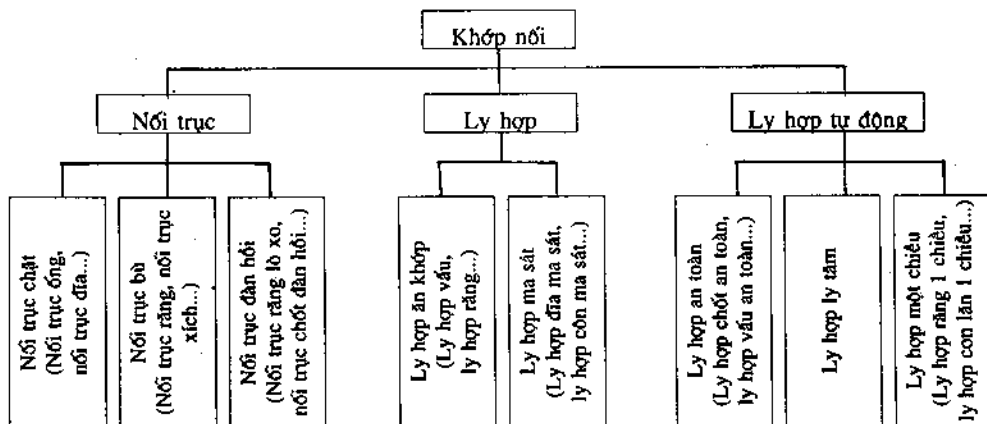 Khớp nối
Nối trục
Ly hợp
Ly hợp tự động
Nối trục chặt
(Nối trục ống,
nối trục đĩa...)
Nối trục bù
(Nối trục răng, nối trục
xích...)
Nối trục đàn hồi
(Nối trục răng lò xo,
nối trục chốt đàn hồi...)
Ly hợp ăn khớp
(Ly hợp vấu,
ly hợp răng...)
Ly hợp ma sát
(Ly hợp đĩa ma sát,
ly hợp côn ma sát...)
Ly hợp an toàn
(Ly hợp chốt an toàn,
ly hợp vấu an toàn...)
Ly hợp ly tâm
Ly hợp một chiều
(Ly hợp răng 1 chiều,
ly hợp con lăn 1 chiều...)